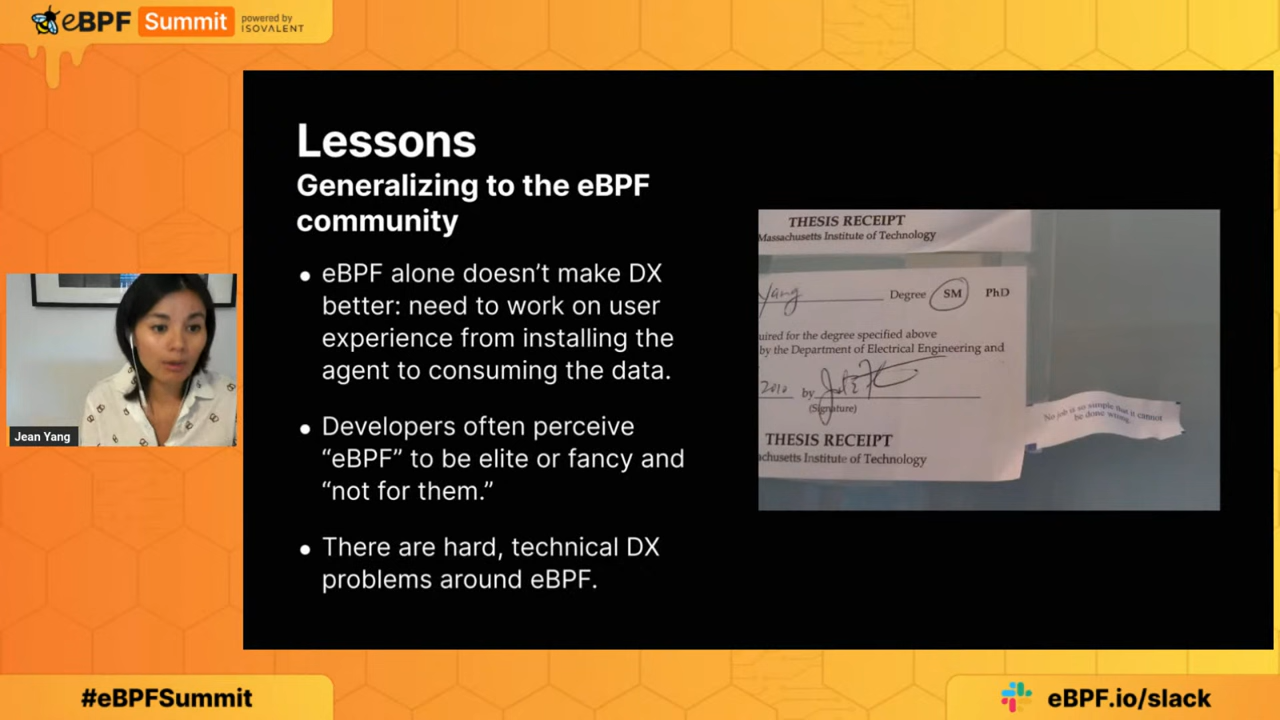 eBPF Summit powered by ISOVALENT
Lessons
Generalizing to the eBPF
community
• eBPF alone doesn’t make DX
better: need to work on user
experience from installing the
agent to consuming the data.
• Developers often perceive
“eBPF” to be elite or fancy and
“not for them.”
• There are hard, technical DX
problems around eBPF.
THESIS RECEIPT
Massachusetts Institute of Technology
Yang Degree SM PhD
uired for the degree specified above
by the Department of Electrical Engineering and
2010 by
(Signature)
THESIS RECEIPT
achusetts Institute of Technology
No job is so simple that it cannot
be done wrong.
Jean Yang
#eBPFSummit
eBPF.io/slack